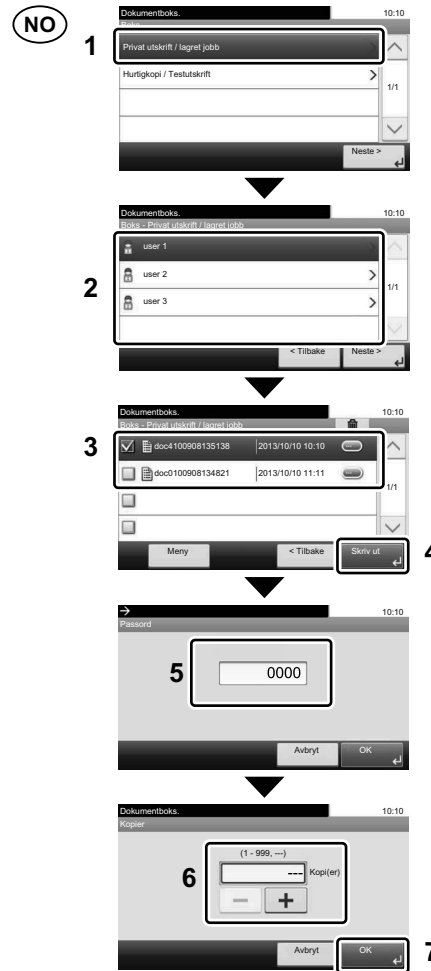 NO
1
Dokumentboks. 10:10
Boks
Privat utskrift / lagret jobb
Hurtigkopi / Testutskrift
1/1
Neste >
2
Dokumentboks. 10:10
Boks - Privat utskrift / lagret jobb
user 1
user 2
user 3
1/1
< Tilbake Neste >
3
Dokumentboks. 10:10
Boks - Privat utskrift / lagret jobb
doc4100908135138 2013/10/10 10:10 ...
doc0100908134821 2013/10/10 11:11 ...
1/1
Meny < Tilbake Skriv ut
4
10:10
Passord
5
0000
Avbryt OK
Dokumentboks. 10:10
Kopier
6
(1 - 999, ---)
--- Kopi(er)
Avbryt OK
7